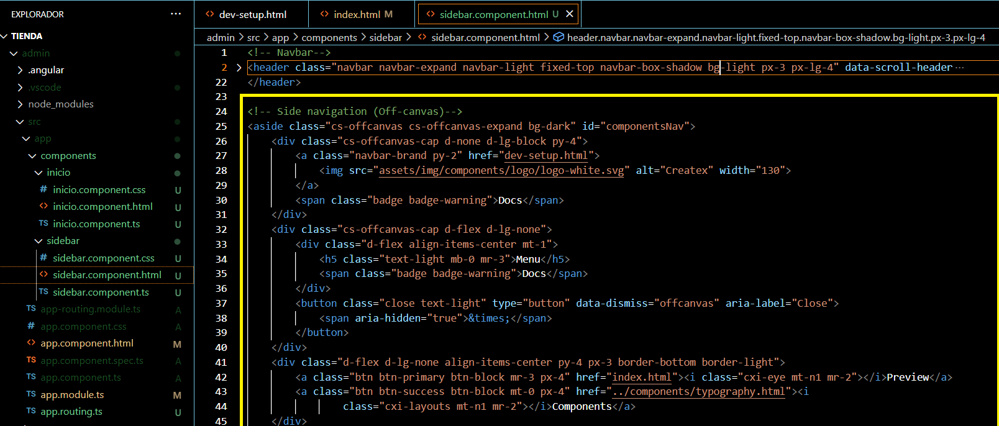 EXPLORADOR ···
TIENDA
admin
.angular
.vscode
node_modules
src
app
components
inicio
# inicio.component.css U
<> inicio.component.html U
TS inicio.component.ts U
sidebar
# sidebar.component.css U
<> sidebar.component.html U
TS sidebar.component.ts U
TS app-routing.module.ts A
# app.component.css A
<> app.component.html M
TS app.component.spec.ts A
TS app.component.ts A
TS app.module.ts M
TS app.routing.ts U
<> dev-setup.html <> index.html M <> sidebar.component.html U ×
admin > src > app > components > sidebar > <> sidebar.component.html > header.navbar.navbar-expand.navbar-light.fixed-top.navbar-box-shadow.bg-light.px-3.px-lg-4
1 <!-- Navbar-->
2 > <header class="navbar navbar-expand navbar-light fixed-top navbar-box-shadow bg-light px-3 px-lg-4" data-scroll-header ···
22 </header>
23
24 <!-- Side navigation (Off-canvas)-->
25 <aside class="cs-offcanvas cs-offcanvas-expand bg-dark" id="componentsNav">
26 <div class="cs-offcanvas-cap d-none d-lg-block py-4">
27 <a class="navbar-brand py-2" href="dev-setup.html">
28 <img src="assets/img/components/logo/logo-white.svg" alt="Createx" width="130">
29 </a>
30 <span class="badge badge-warning">Docs</span>
31 </div>
32 <div class="cs-offcanvas-cap d-flex d-lg-none">
33 <div class="d-flex align-items-center mt-1">
34 <h5 class="text-light mb-0 mr-3">Menu</h5>
35 <span class="badge badge-warning">Docs</span>
36 </div>
37 <button class="close text-light" type="button" data-dismiss="offcanvas" aria-label="Close">
38 <span aria-hidden="true">&times;</span>
39 </button>
40 </div>
41 <div class="d-flex d-lg-none align-items-center py-4 px-3 border-bottom border-light">
42 <a class="btn btn-primary btn-block mr-3 px-4" href="index.html"><i class="cxi-eye mt-n1 mr-2"></i>Preview</a>
43 <a class="btn btn-success btn-block mt-0 px-4" href="../components/typography.html"><i
44 class="cxi-layouts mt-n1 mr-2"></i>Components</a>
45 </div>